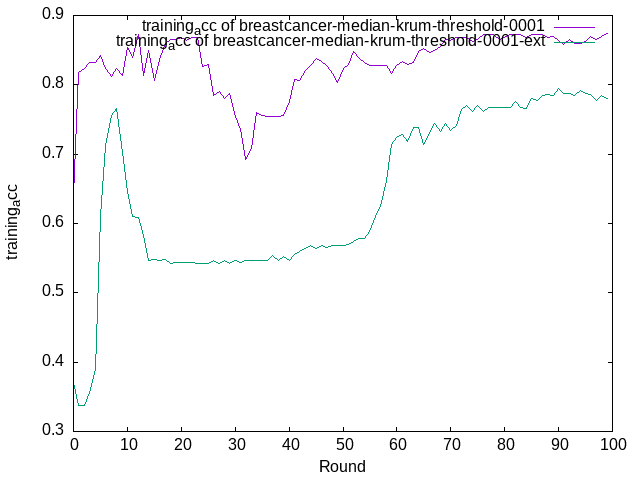 training_acc of breastcancer-median-krum-threshold-0001
training_acc of breastcancer-median-krum-threshold-0001-ext
0.9
0.8
0.7
0.6
0.5
0.4
0.3
training_acc
0 10 20 30 40 50 60 70 80 90 100
Round